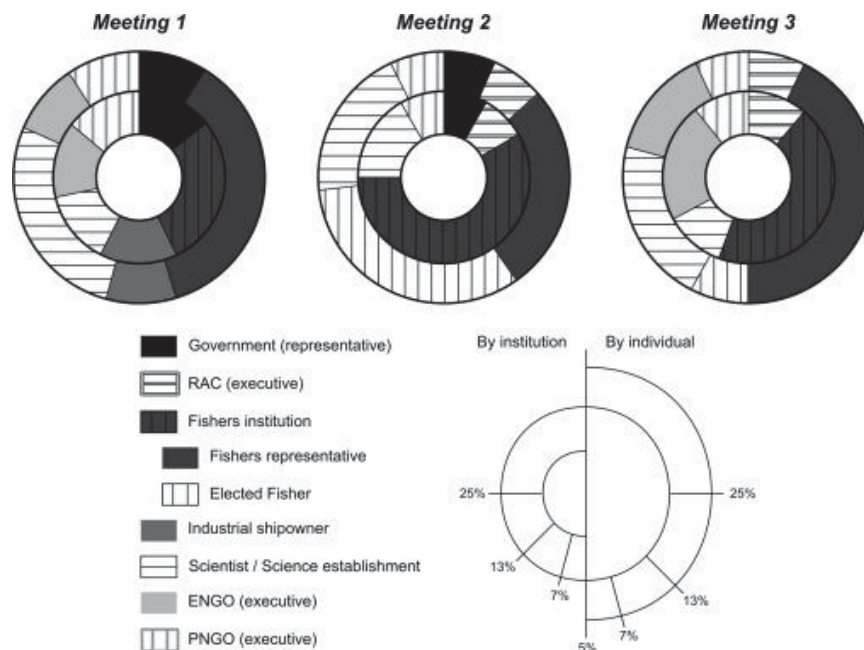 Meeting 1
Meeting 2
Meeting 3
Government (representative)
RAC (executive)
Fishers institution
Fishers representative
Elected Fisher
Industrial shipowner
Scientist / Science establishment
ENGO (executive)
PNGO (executive)
By institution
By individual
25%
25%
13%
13%
7%
7%
5%